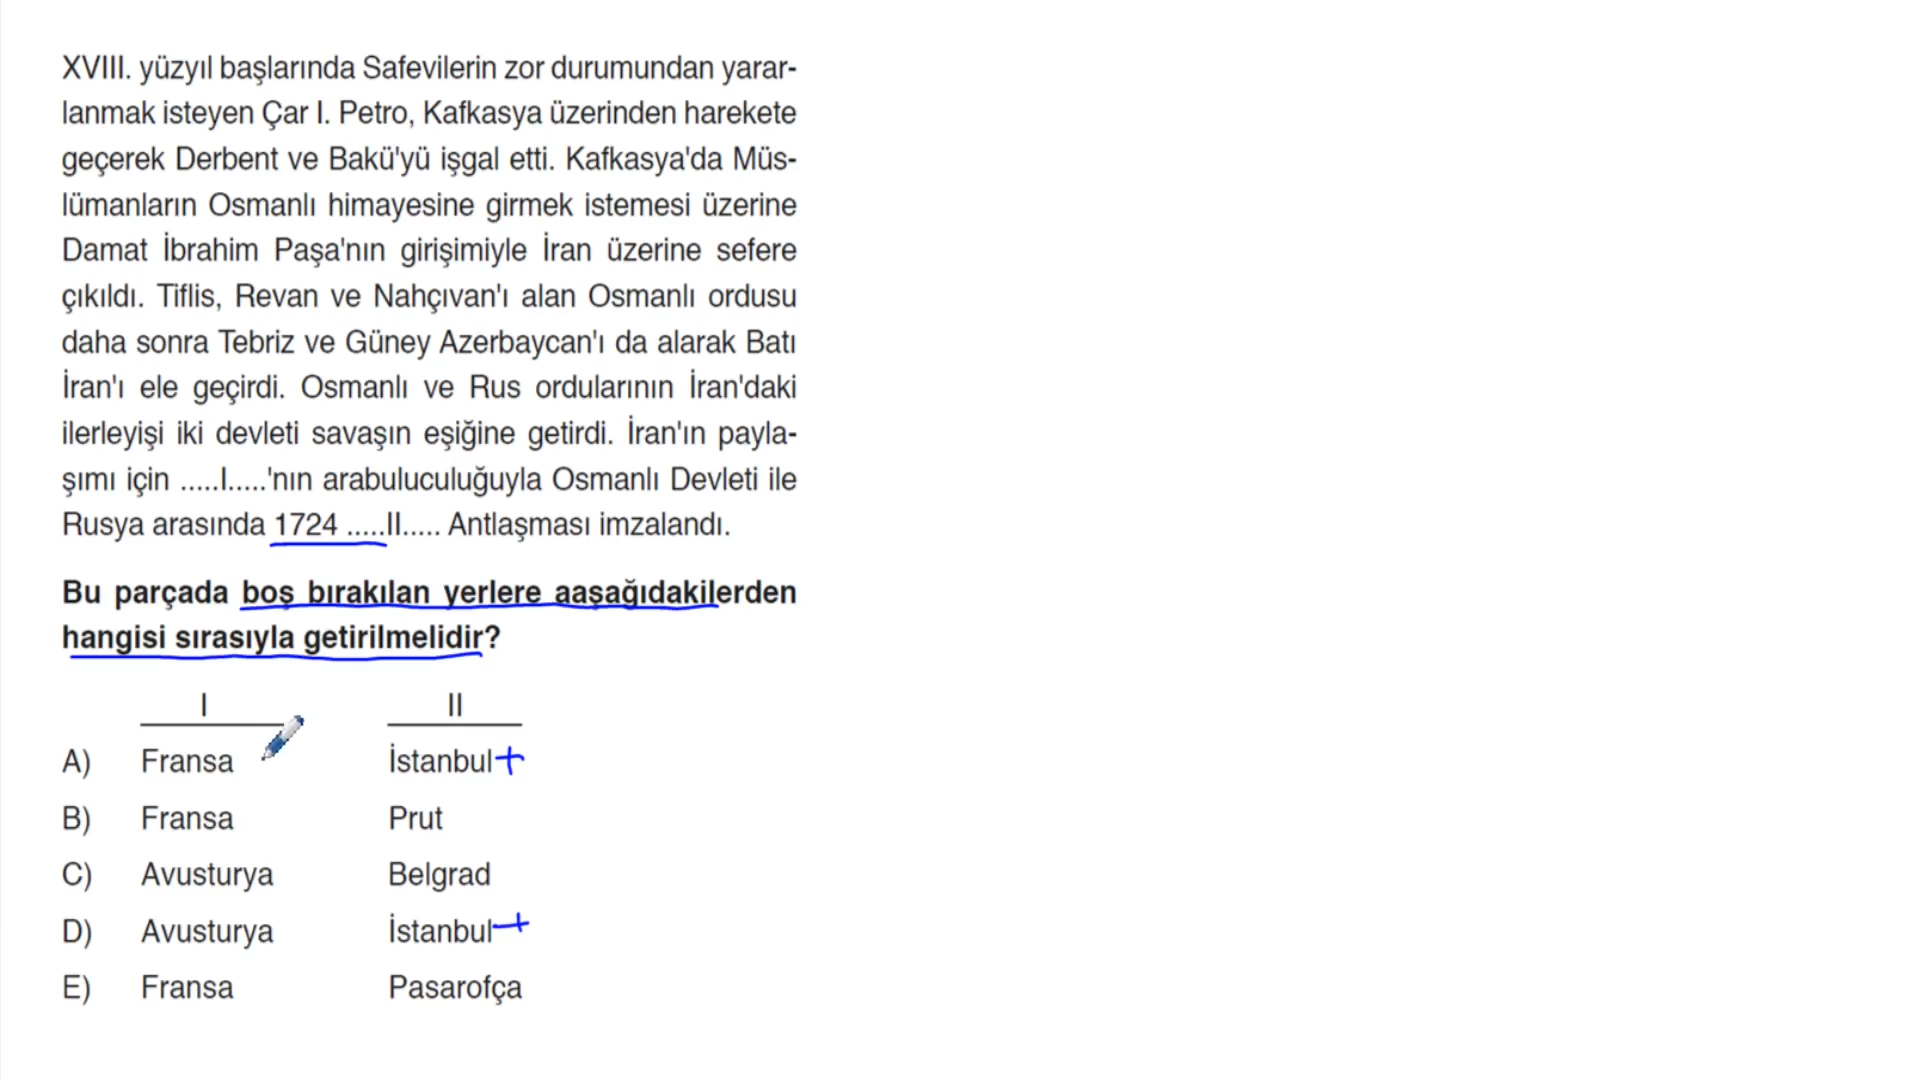 XVIII. yüzyıl başlarında Safevilerin zor durumundan yarar-
lanmak isteyen Çar I. Petro, Kafkasya üzerinden harekete
geçerek Derbent ve Bakü'yü işgal etti. Kafkasya'da Müs-
lümanların Osmanlı himayesine girmek istemesi üzerine
Damat İbrahim Paşa'nın girişimiyle İran üzerine sefere
çıkıldı. Tiflis, Revan ve Nahçıvan'ı alan Osmanlı ordusu
daha sonra Tebriz ve Güney Azerbaycan'ı da alarak Batı
İran'ı ele geçirdi. Osmanlı ve Rus ordularının İran'daki
ilerleyişi iki devleti savaşın eşiğine getirdi. İran'ın payla-
şımı için .....I.....'nın arabuluculuğuyla Osmanlı Devleti ile
Rusya arasında 1724 .....II..... Antlaşması imzalandı.
Bu parçada boş bırakılan yerlere aaşağıdakilerden
hangisi sırasıyla getirilmelidir?
I II
A) Fransa İstanbul +
B) Fransa Prut
C) Avusturya Belgrad
D) Avusturya İstanbul +
E) Fransa Pasarofça